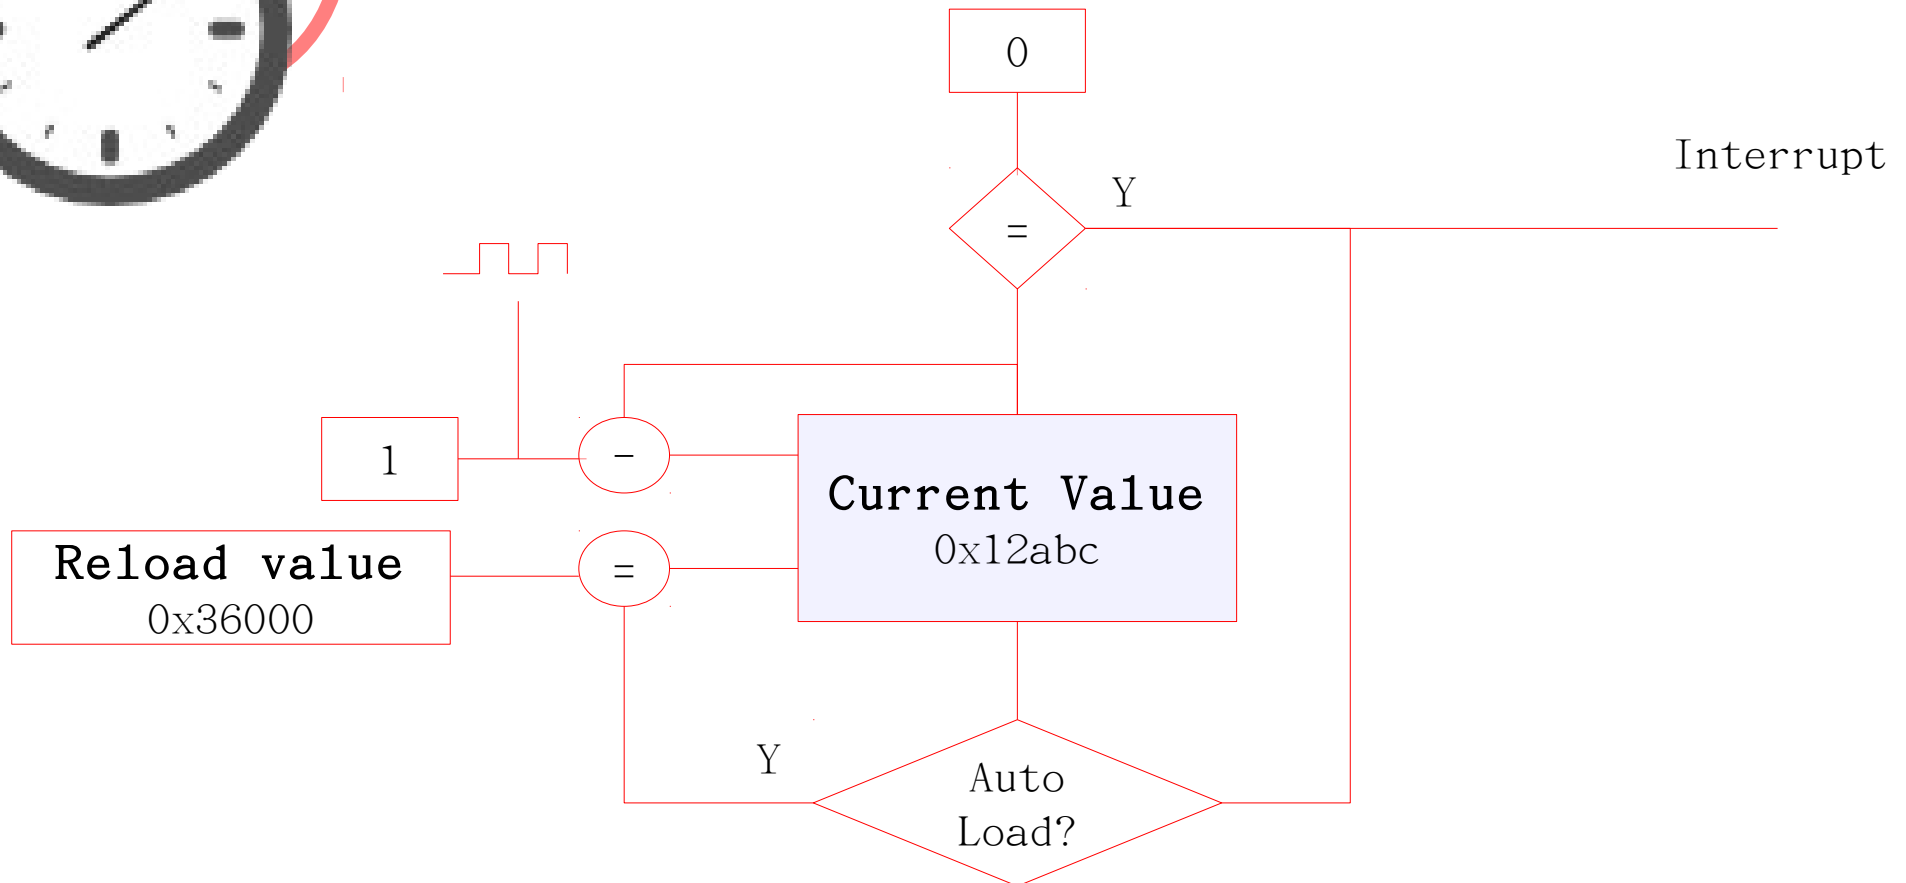 0
Interrupt
Y
=
1
-
Current Value
0x12abc
Reload value
0x36000
=
Y
Auto
Load?